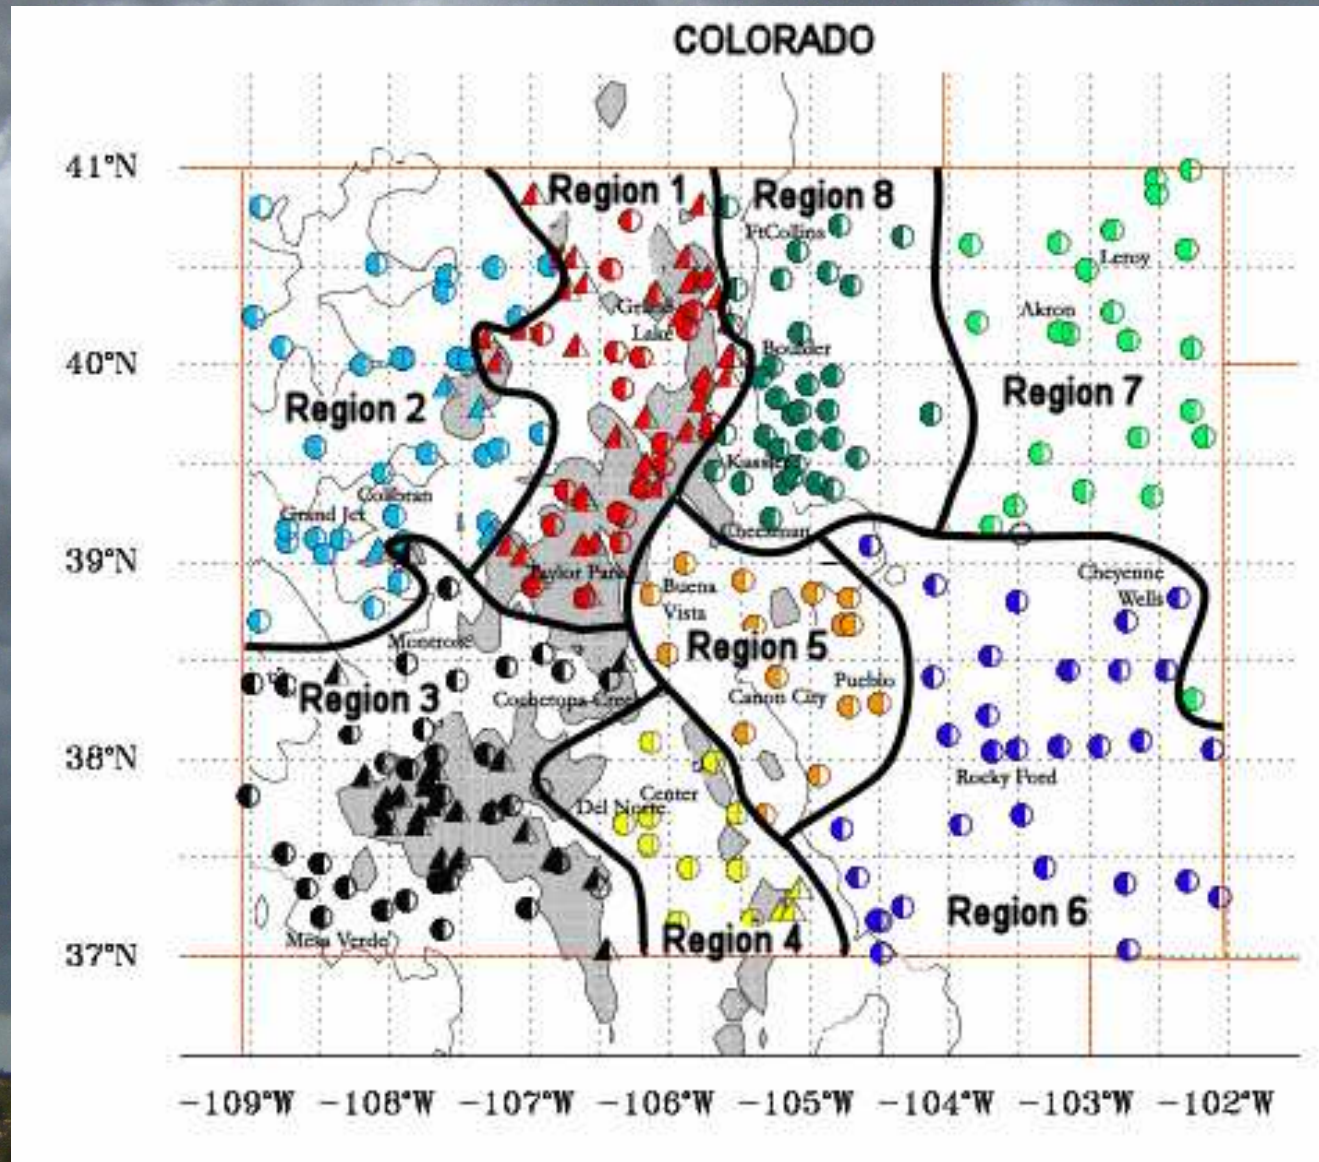 COLORADO
41°N
40°N
39°N
38°N
37°N
Region 1
Region 8
FtCollins
Leroy
Grand
Lake
Akron
Boulder
Region 2
Region 7
Kassler
Collbran
Grand Jct
Cheesman
Taylor Park
Buena
Vista
Cheyenne
Wells
Montrose
Region 5
Region 3
Cochetopa Creek
Canon City
Pueblo
Rocky Ford
Center
Del Norte
Region 6
Mesa Verde
Region 4
-109°W -108°W -107°W -106°W -105°W -104°W -103°W -102°W